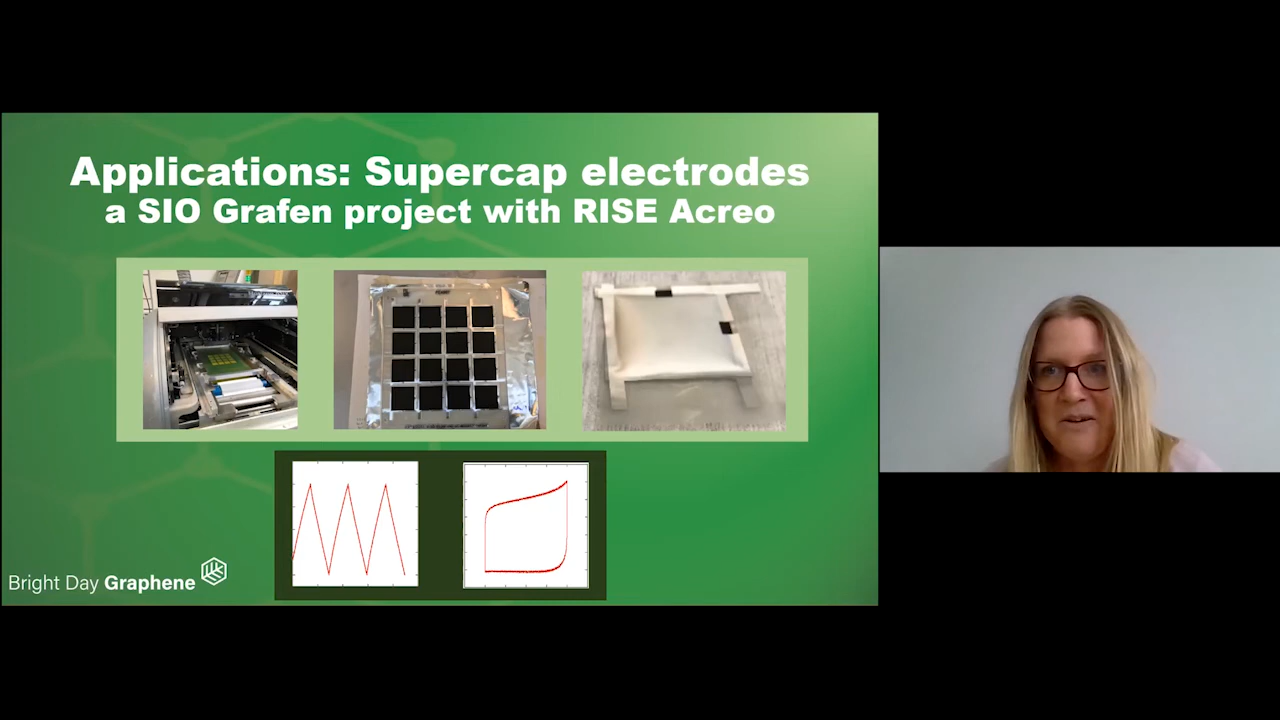 Applications: Supercap electrodes
a SIO Grafen project with RISE Acreo
Bright Day Graphene